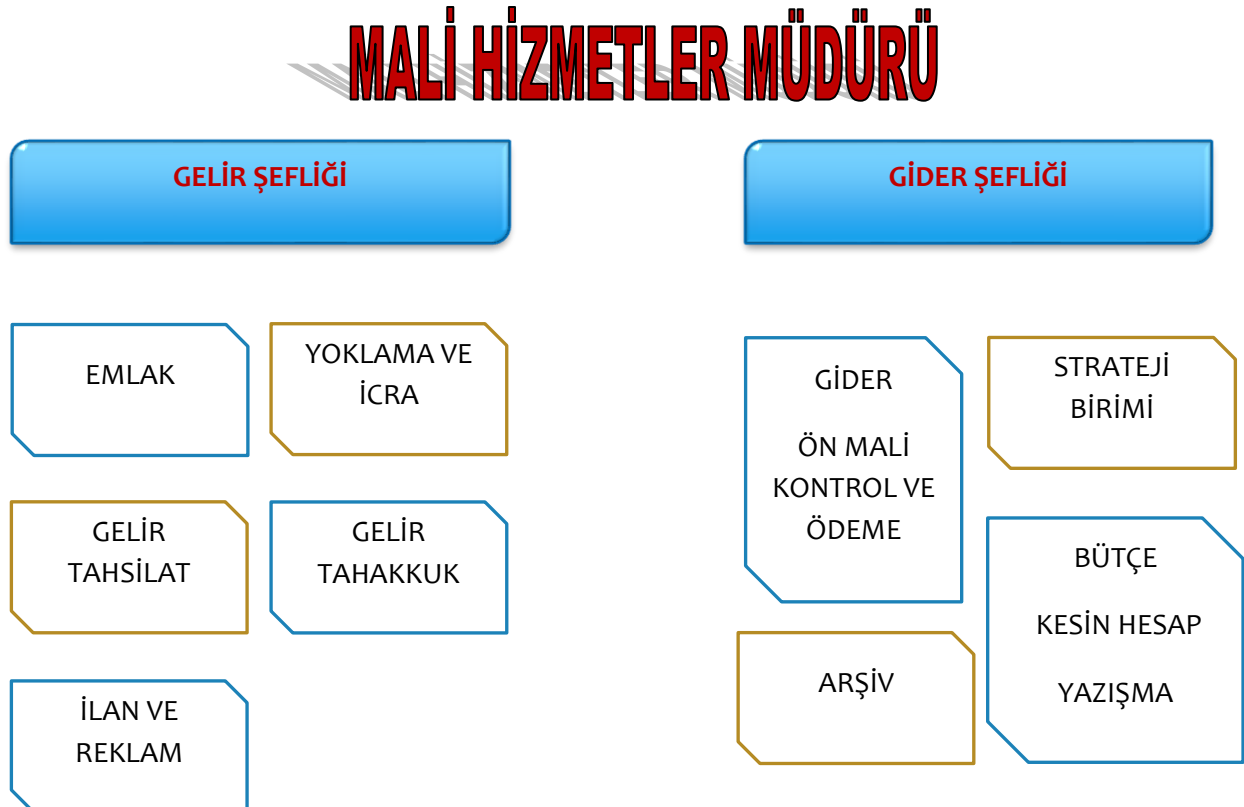 MALİ HİZMETLER MÜDÜRÜ
GELİR ŞEFLİĞİ
EMLAK
YOKLAMA VE
İCRA
GELİR
TAHSİLAT
GELİR
TAHAKKUK
İLAN VE
REKLAM
GİDER ŞEFLİĞİ
GİDER
ÖN MALİ
KONTROL VE
ÖDEME
STRATEJİ
BİRİMİ
ARŞİV
BÜTÇE
KESİN HESAP
YAZIŞMA